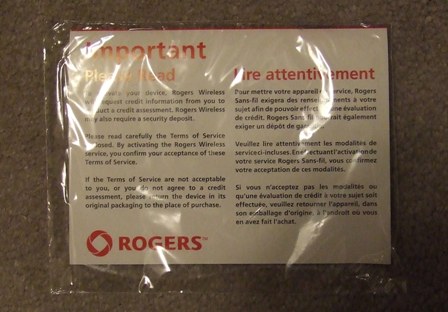 Important
Please Read
your device, Rogers Wireless
request credit information from you to
conduct a credit assessment. Rogers Wireless
may also require a security deposit.
Please read carefully the Terms of Service
enclosed. By activating the Rogers Wireless
service, you confirm your acceptance of these
Terms of Service.
If the Terms of Service are not acceptable
to you, or you do not agree to a credit
assessment, please return the device in its
original packaging to the place of purchase.
Lire attentivement
Pour mettre votre appareil en service, Rogers
Sans-fil exigera des renseignements à votre
sujet afin de pouvoir effectuer une évaluation
de crédit. Rogers Sans-fil pourrait également
exiger un dépôt de garantie.
Veuillez lire attentivement les modalités de
service ci-incluses. En effectuant l'activation de
votre service Rogers Sans-fil, vous confirmez
votre acceptation de ces modalités.
Si vous n'acceptez pas les modalités ou
qu'une évaluation de crédit à votre sujet soit
effectuée, veuillez retourner l'appareil, dans
son emballage d'origine, à l'endroit où vous
en avez fait l'achat.
ROGERS™